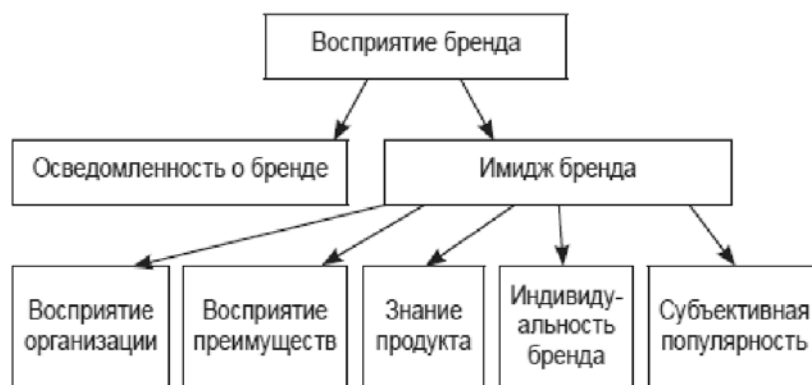 Восприятие бренда
Осведомленность о бренде
Имидж бренда
Восприятие
организации
Восприятие
преимуществ
Знание
продукта
Индивиду-
альность
бренда
Субъективная
популярность